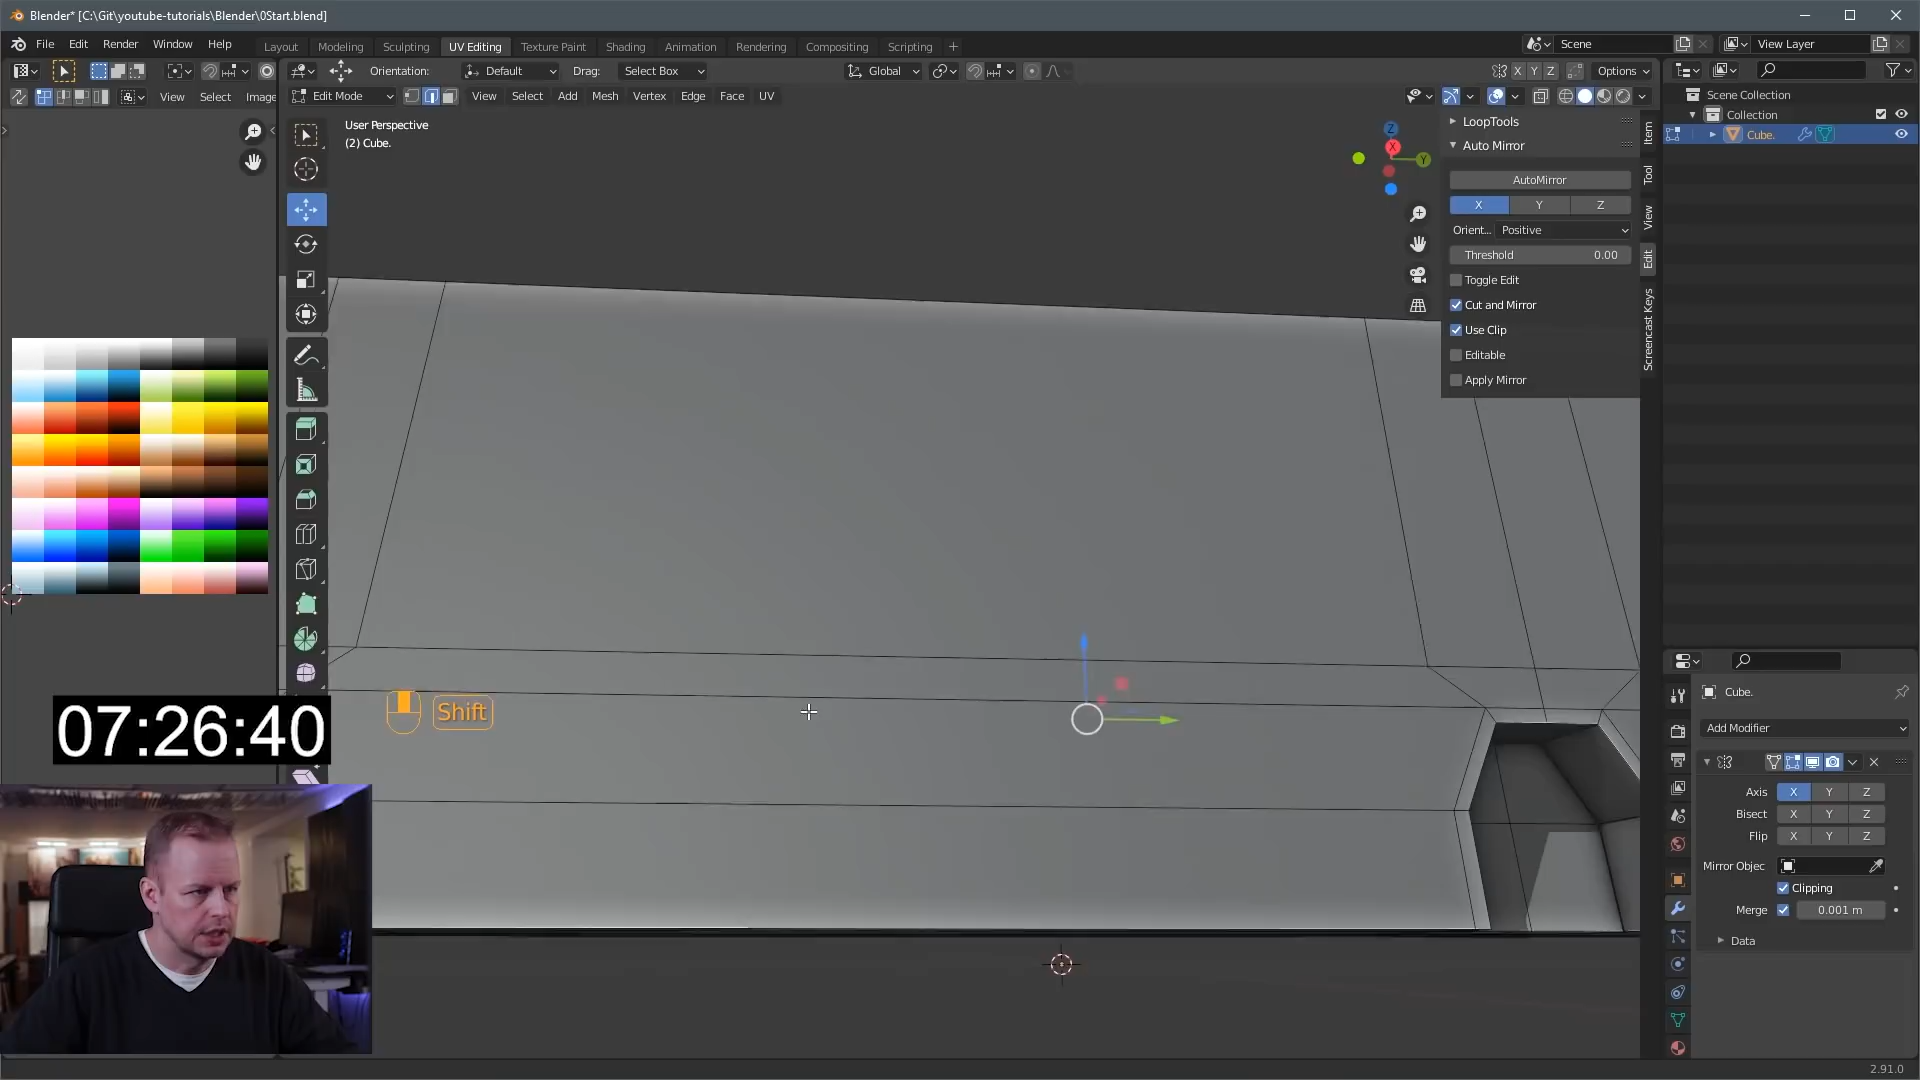 Blender* [C:\Git\youtube-tutorials\Blender\0Start.blend]
File Edit Render Window Help Layout Modeling Sculpting UV Editing Texture Paint Shading Animation Rendering Compositing Scripting + Scene View Layer
Orientation: Default Drag: Select Box Global X Y Z Options
View Select Image Edit Mode View Select Add Mesh Vertex Edge Face UV
Scene Collection
Collection
Cube.
User Perspective
(2) Cube.
Z
X
Y
LoopTools
Auto Mirror
AutoMirror
X Y Z
Orient... Positive
Threshold 0.00
Toggle Edit
Cut and Mirror
Use Clip
Editable
Apply Mirror
Item
Tool
View
Edit
Screencast Keys
07:26:40
Shift
Cube.
Add Modifier
Axis X Y Z
Bisect X Y Z
Flip X Y Z
Mirror Objec
Clipping
Merge 0.001 m
Data
2.91.0